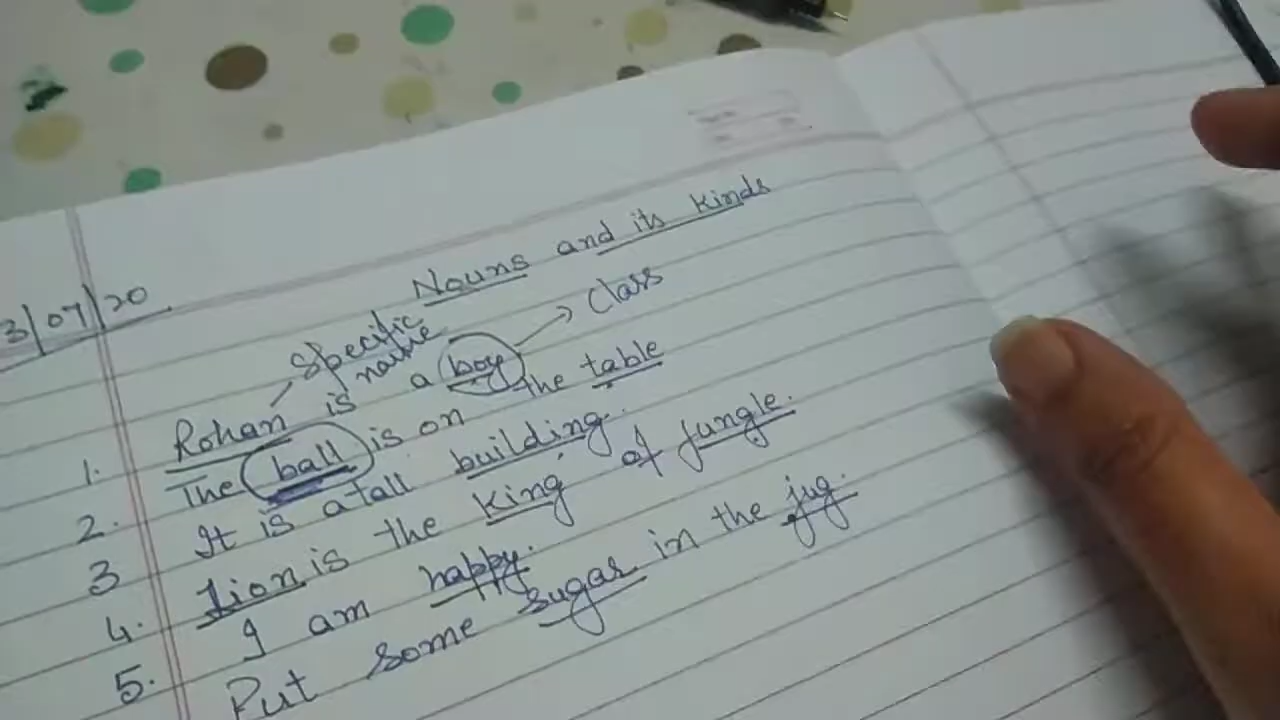 Nouns and its kinds
3/07/20
Specific name
Class
1. Rohan is a boy
2. The ball is on the table
3 It is a tall building.
4. Lion is the king of jungle.
5. I am happy.
Put some sugar in the jug.